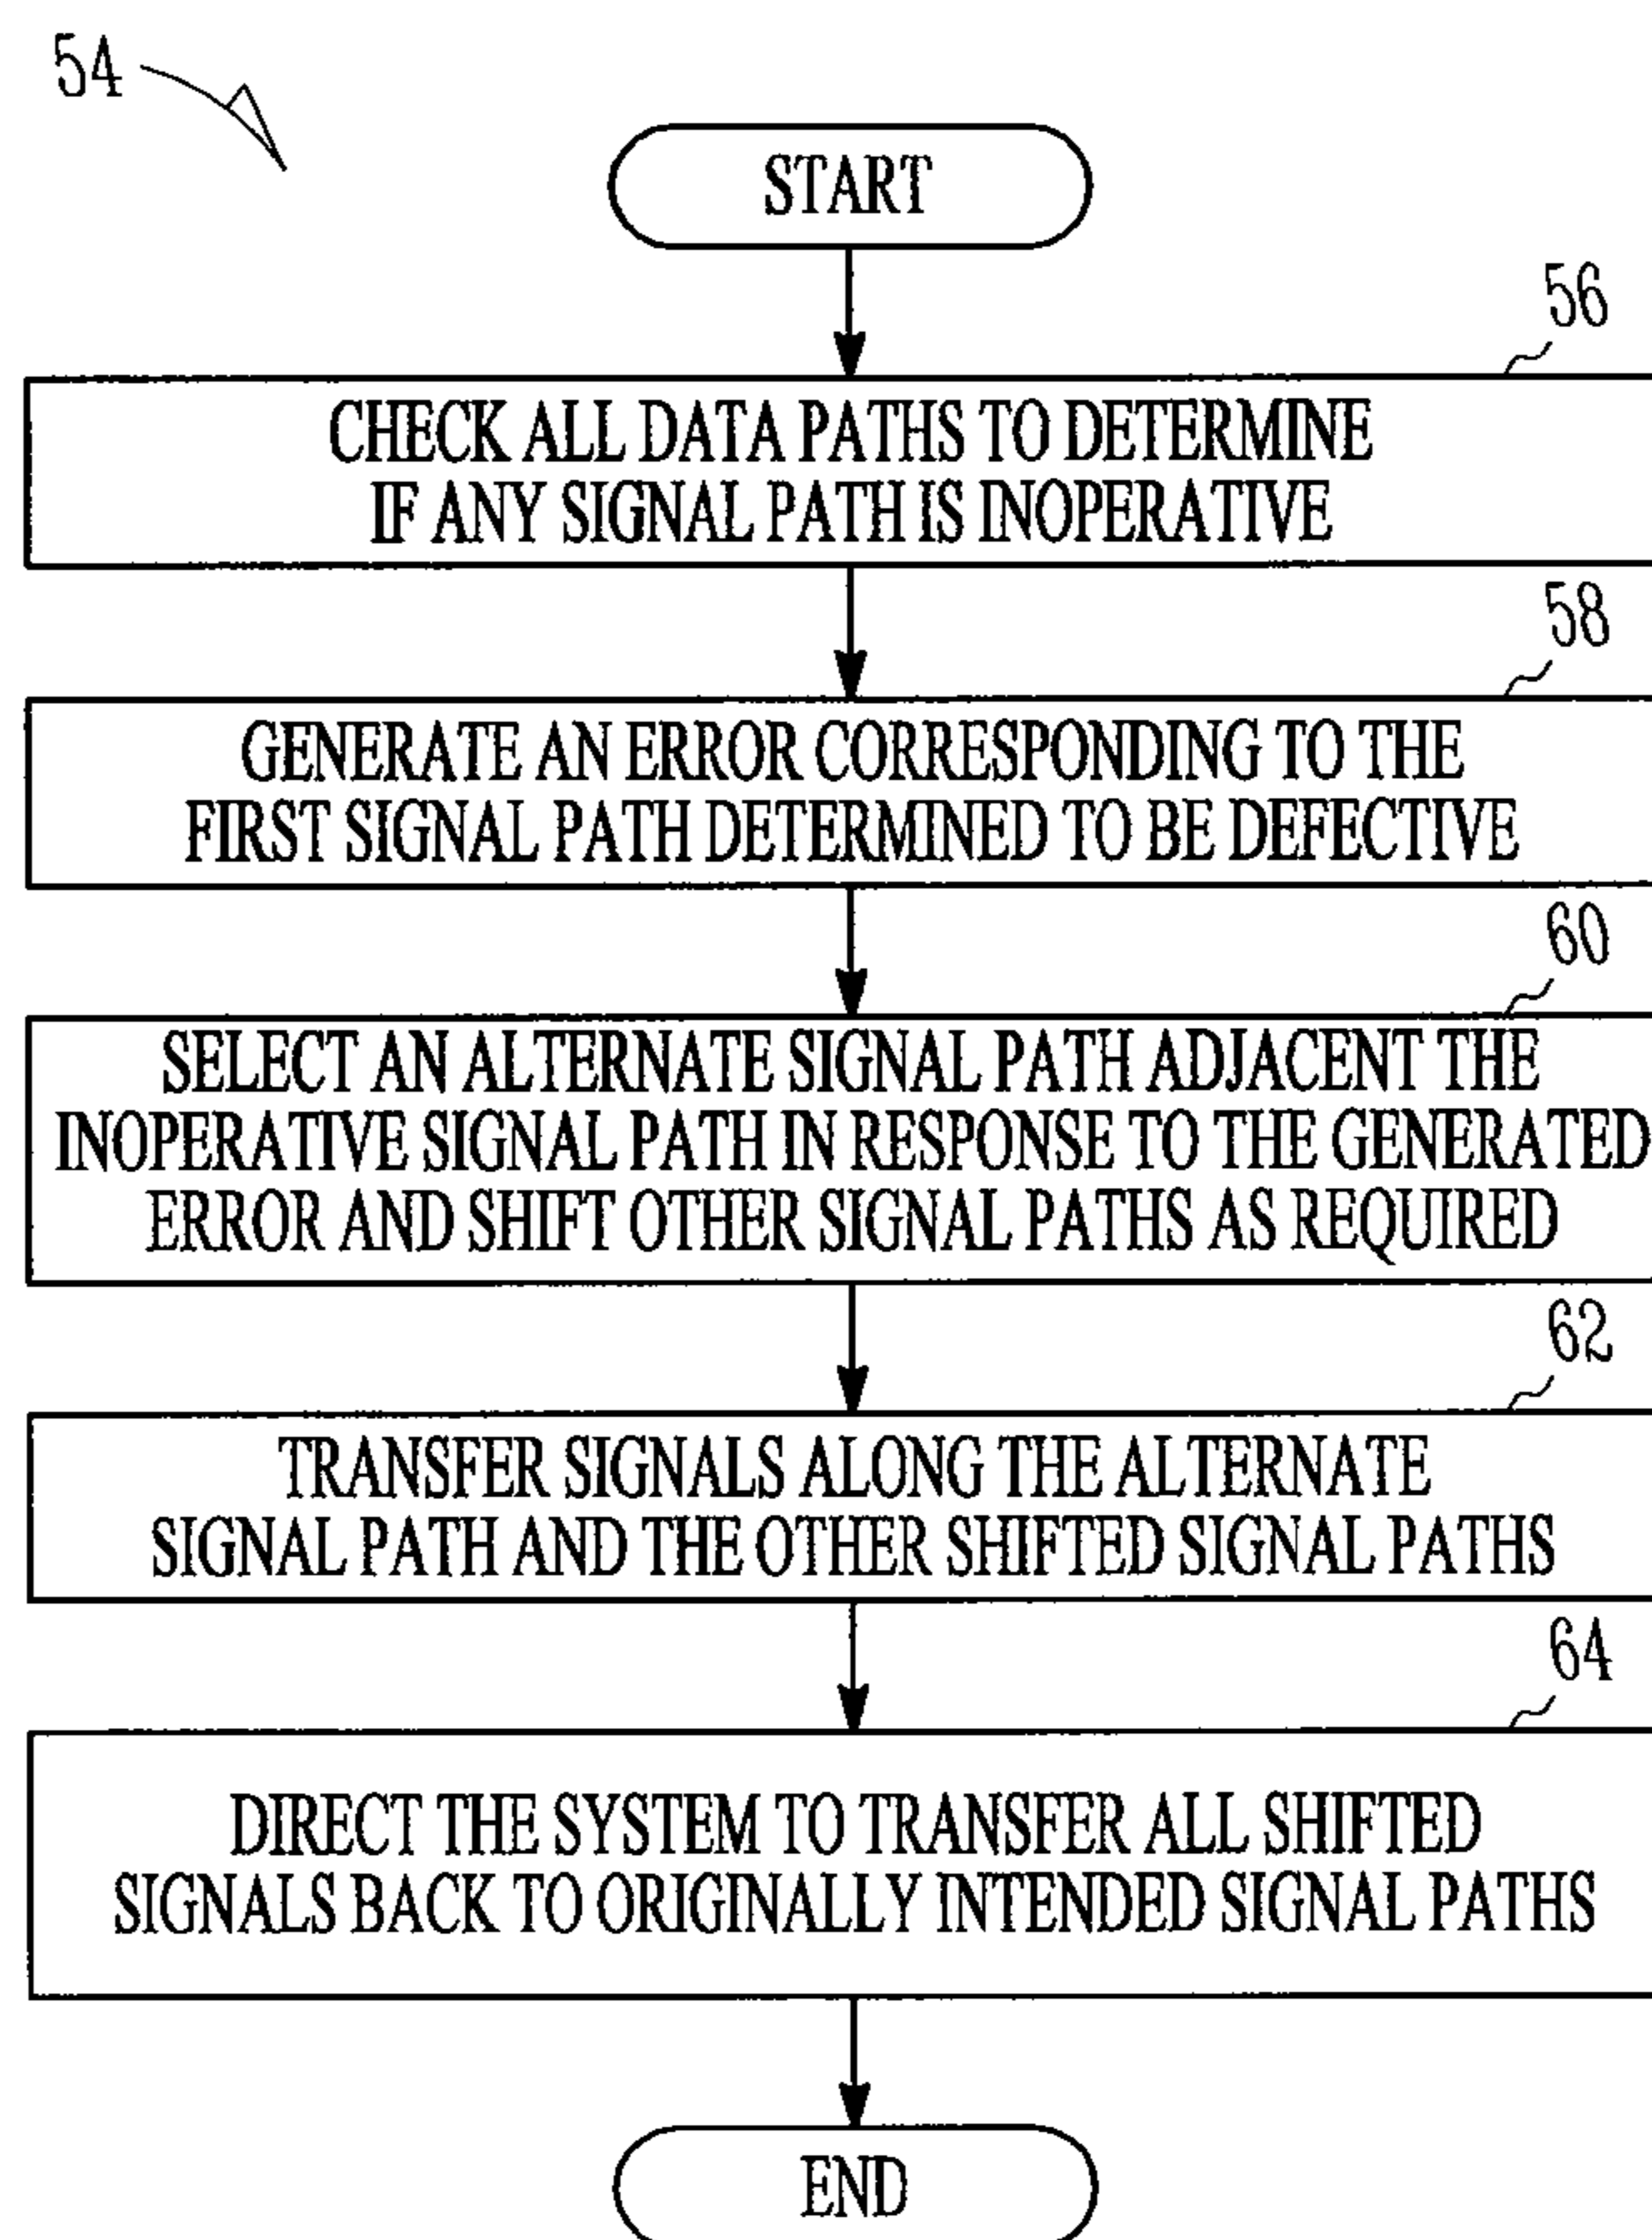 54
START
56
CHECK ALL DATA PATHS TO DETERMINE
IF ANY SIGNAL PATH IS INOPERATIVE
58
GENERATE AN ERROR CORRESPONDING TO THE
FIRST SIGNAL PATH DETERMINED TO BE DEFECTIVE
60
SELECT AN ALTERNATE SIGNAL PATH ADJACENT THE
INOPERATIVE SIGNAL PATH IN RESPONSE TO THE GENERATED
ERROR AND SHIFT OTHER SIGNAL PATHS AS REQUIRED
62
TRANSFER SIGNALS ALONG THE ALTERNATE
SIGNAL PATH AND THE OTHER SHIFTED SIGNAL PATHS
64
DIRECT THE SYSTEM TO TRANSFER ALL SHIFTED
SIGNALS BACK TO ORIGINALLY INTENDED SIGNAL PATHS
END